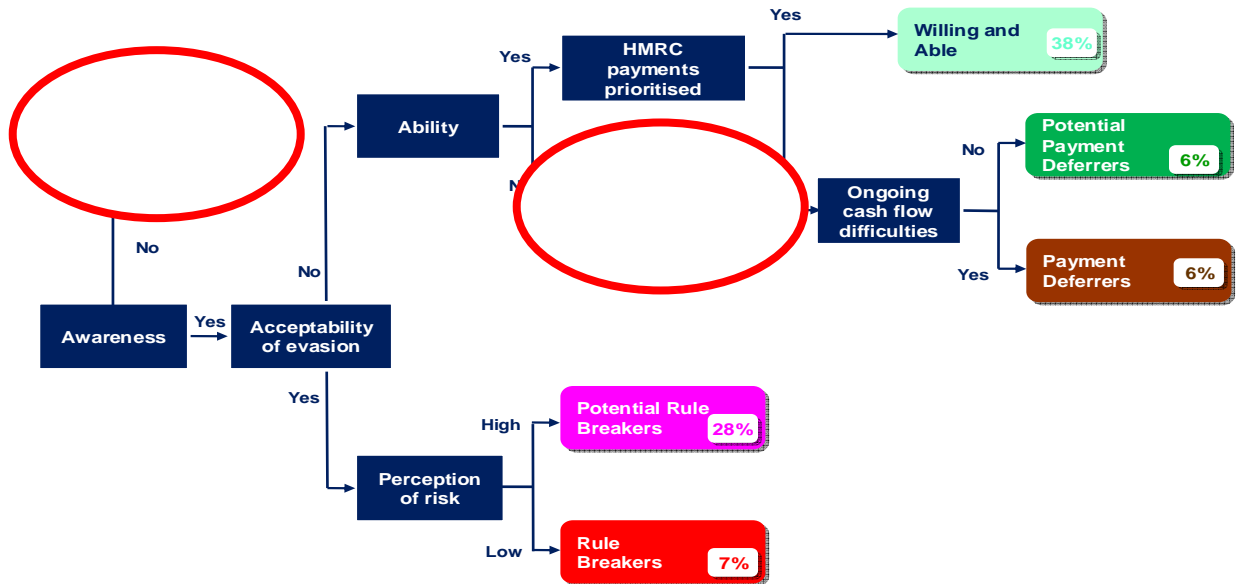 Yes
HMRC
payments
prioritised
Yes
Willing and
Able
38%
Ability
No
Potential
Payment
Deferrers
6%
No
Ongoing
cash flow
difficulties
Yes
Payment
Deferrers
6%
No
Awareness
Yes
Acceptability
of evasion
Yes
High
Potential Rule
Breakers
28%
Perception
of risk
Low
Rule
Breakers
7%